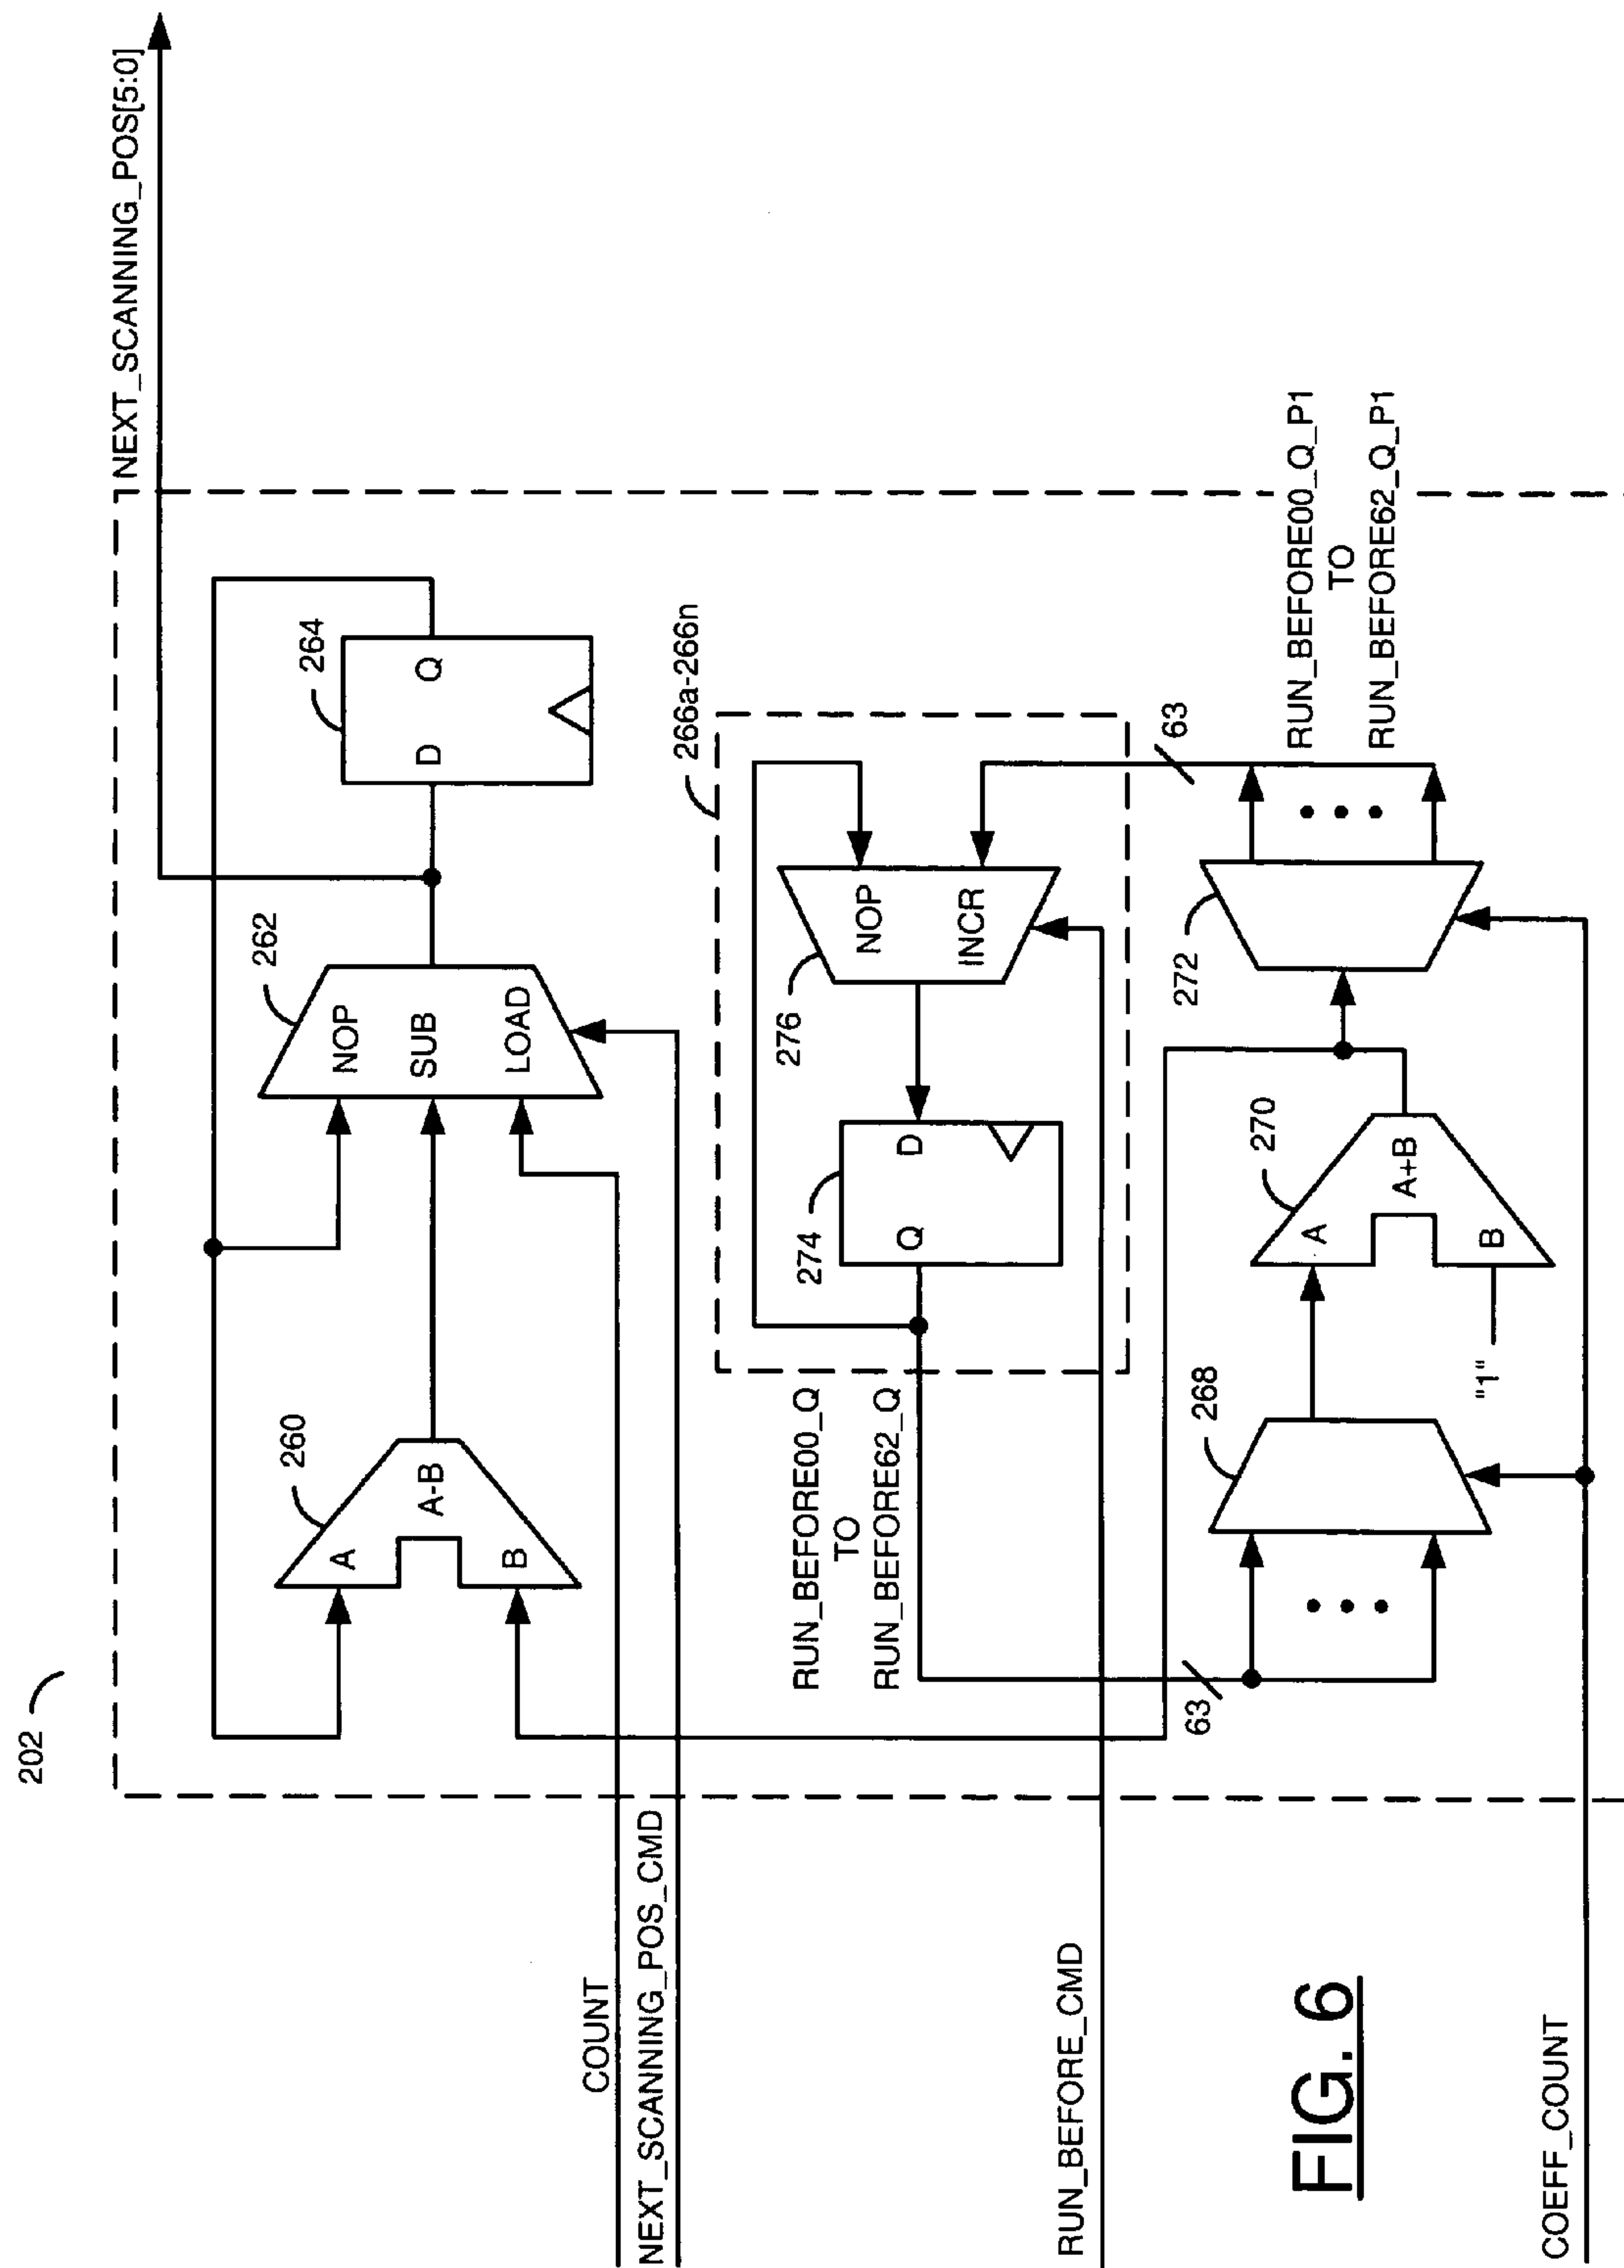 202
NEXT_SCANNING_POS[5:0]
260
A
B
A-B
262
NOP
SUB
LOAD
264
D
Q
COUNT
NEXT_SCANNING_POS_CMD
266a-266n
RUN_BEFORE00_Q
TO
RUN_BEFORE62_Q
274
Q
D
276
NOP
INCR
63
RUN_BEFORE_CMD
63
268
"1"
270
A
B
A+B
272
RUN_BEFORE00_Q_P1
TO
RUN_BEFORE62_Q_P1
COEFF_COUNT
FIG. 6